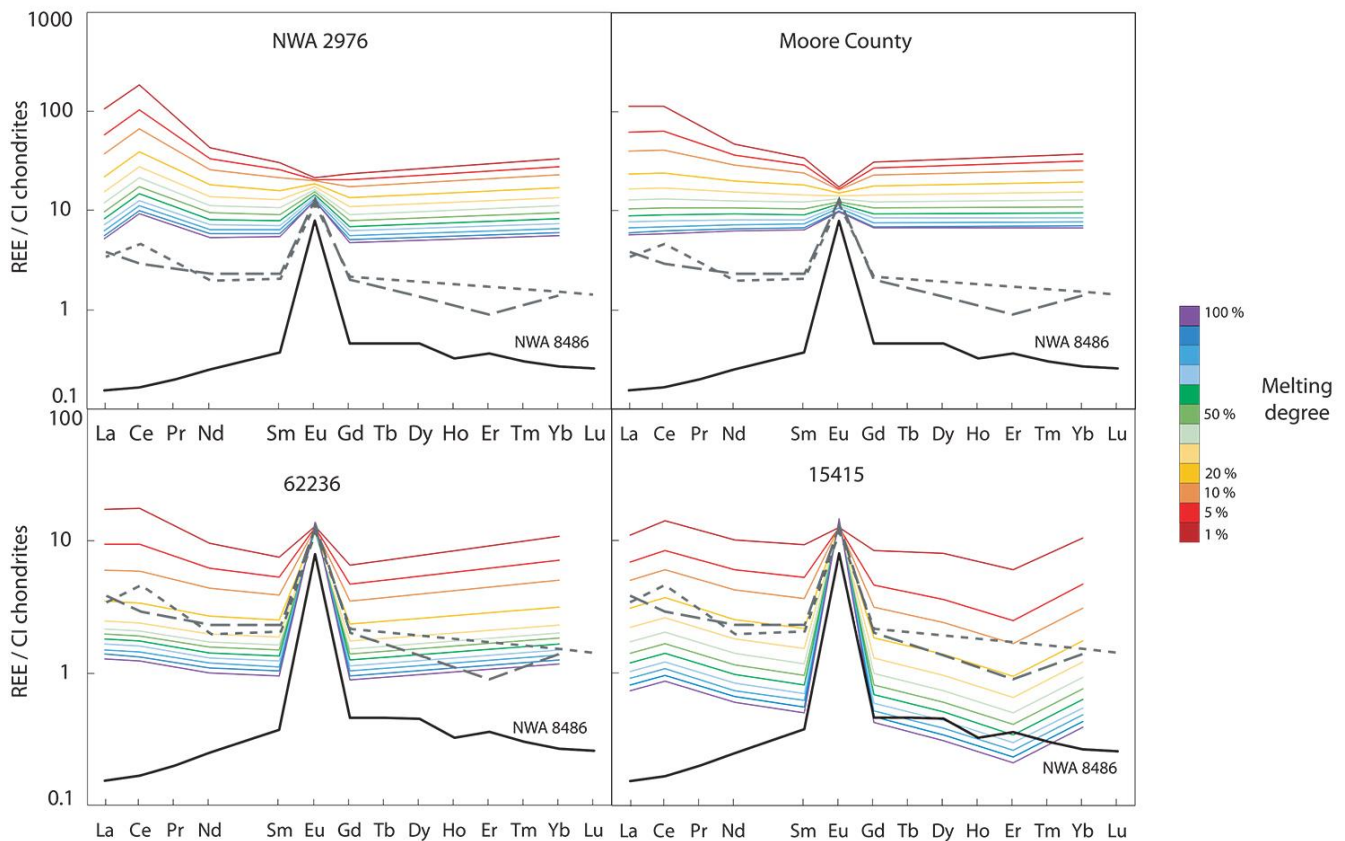 1000
NWA 2976
Moore County
REE / CI chondrites
100
10
1
0.1
NWA 8486
NWA 8486
100 %
50 %
20 %
10 %
5 %
1 %
Melting
degree
La Ce Pr Nd Sm Eu Gd Tb Dy Ho Er Tm Yb Lu
La Ce Pr Nd Sm Eu Gd Tb Dy Ho Er Tm Yb Lu
100
62236
15415
REE / CI chondrites
10
1
0.1
NWA 8486
NWA 8486
La Ce Pr Nd Sm Eu Gd Tb Dy Ho Er Tm Yb Lu
La Ce Pr Nd Sm Eu Gd Tb Dy Ho Er Tm Yb Lu